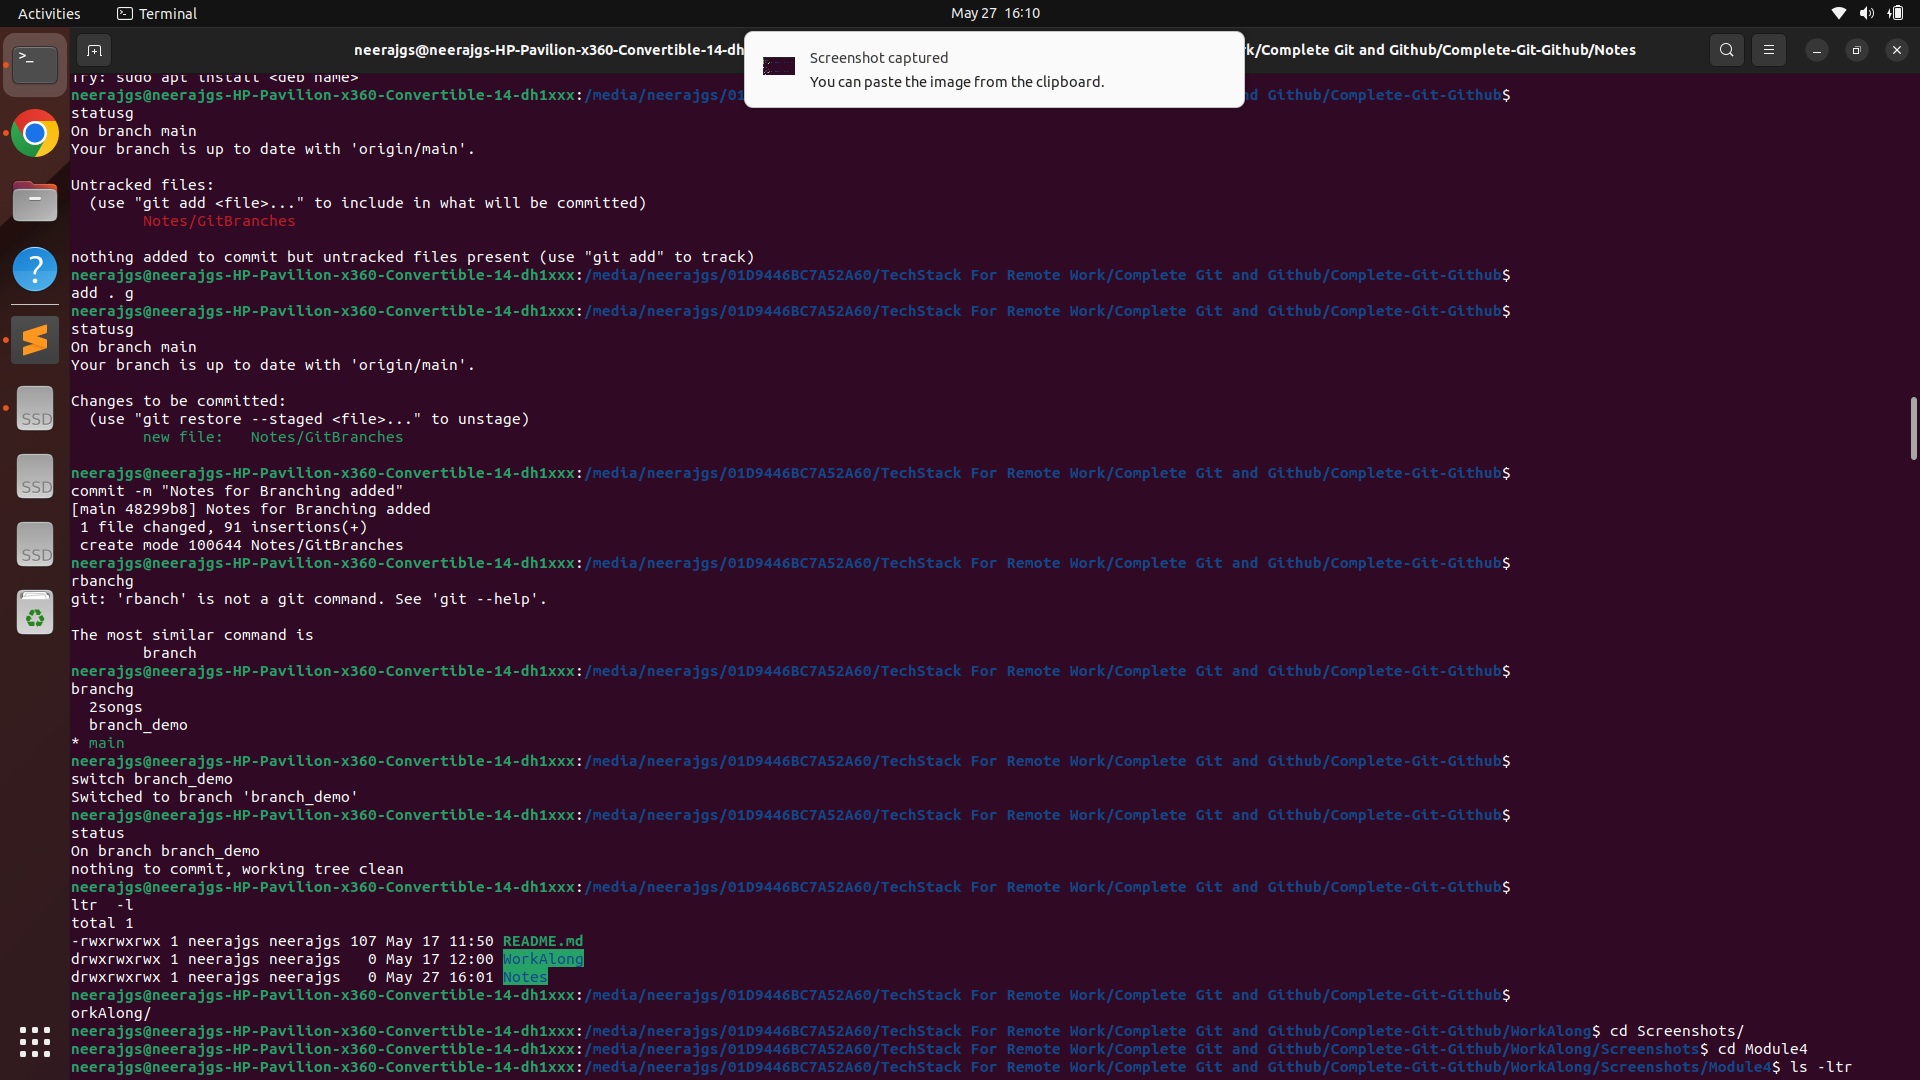 Activities
Terminal
May 27 16:10
neerajgs@neerajgs-HP-Pavilion-x360-Convertible-14-dh
k/Complete Git and Github/Complete-Git-Github/Notes
Screenshot captured
You can paste the image from the clipboard.
Try: sudo apt install <deb name>
neerajgs@neerajgs-HP-Pavilion-x360-Convertible-14-dh1xxx:/media/neerajgs/01 nd Github/Complete-Git-Github$
statusg
On branch main
Your branch is up to date with 'origin/main'.
Untracked files:
(use "git add <file>..." to include in what will be committed)
Notes/GitBranches
nothing added to commit but untracked files present (use "git add" to track)
neerajgs@neerajgs-HP-Pavilion-x360-Convertible-14-dh1xxx:/media/neerajgs/01D9446BC7A52A60/TechStack For Remote Work/Complete Git and Github/Complete-Git-Github$
add . g
neerajgs@neerajgs-HP-Pavilion-x360-Convertible-14-dh1xxx:/media/neerajgs/01D9446BC7A52A60/TechStack For Remote Work/Complete Git and Github/Complete-Git-Github$
statusg
On branch main
Your branch is up to date with 'origin/main'.
Changes to be committed:
(use "git restore --staged <file>..." to unstage)
new file:   Notes/GitBranches
neerajgs@neerajgs-HP-Pavilion-x360-Convertible-14-dh1xxx:/media/neerajgs/01D9446BC7A52A60/TechStack For Remote Work/Complete Git and Github/Complete-Git-Github$
commit -m "Notes for Branching added"
[main 48299b8] Notes for Branching added
1 file changed, 91 insertions(+)
create mode 100644 Notes/GitBranches
neerajgs@neerajgs-HP-Pavilion-x360-Convertible-14-dh1xxx:/media/neerajgs/01D9446BC7A52A60/TechStack For Remote Work/Complete Git and Github/Complete-Git-Github$
rbanchg
git: 'rbanch' is not a git command. See 'git --help'.
The most similar command is
branch
neerajgs@neerajgs-HP-Pavilion-x360-Convertible-14-dh1xxx:/media/neerajgs/01D9446BC7A52A60/TechStack For Remote Work/Complete Git and Github/Complete-Git-Github$
branchg
2songs
branch_demo
* main
neerajgs@neerajgs-HP-Pavilion-x360-Convertible-14-dh1xxx:/media/neerajgs/01D9446BC7A52A60/TechStack For Remote Work/Complete Git and Github/Complete-Git-Github$
switch branch_demo
Switched to branch 'branch_demo'
neerajgs@neerajgs-HP-Pavilion-x360-Convertible-14-dh1xxx:/media/neerajgs/01D9446BC7A52A60/TechStack For Remote Work/Complete Git and Github/Complete-Git-Github$
status
On branch branch_demo
nothing to commit, working tree clean
neerajgs@neerajgs-HP-Pavilion-x360-Convertible-14-dh1xxx:/media/neerajgs/01D9446BC7A52A60/TechStack For Remote Work/Complete Git and Github/Complete-Git-Github$
ltr  -l
total 1
-rwxrwxrwx 1 neerajgs neerajgs 107 May 17 11:50 README.md
drwxrwxrwx 1 neerajgs neerajgs   0 May 17 12:00 WorkAlong
drwxrwxrwx 1 neerajgs neerajgs   0 May 27 16:01 Notes
neerajgs@neerajgs-HP-Pavilion-x360-Convertible-14-dh1xxx:/media/neerajgs/01D9446BC7A52A60/TechStack For Remote Work/Complete Git and Github/Complete-Git-Github$
orkAlong/
neerajgs@neerajgs-HP-Pavilion-x360-Convertible-14-dh1xxx:/media/neerajgs/01D9446BC7A52A60/TechStack For Remote Work/Complete Git and Github/Complete-Git-Github/WorkAlong$ cd Screenshots/
neerajgs@neerajgs-HP-Pavilion-x360-Convertible-14-dh1xxx:/media/neerajgs/01D9446BC7A52A60/TechStack For Remote Work/Complete Git and Github/Complete-Git-Github/WorkAlong/Screenshots$ cd Module4
neerajgs@neerajgs-HP-Pavilion-x360-Convertible-14-dh1xxx:/media/neerajgs/01D9446BC7A52A60/TechStack For Remote Work/Complete Git and Github/Complete-Git-Github/WorkAlong/Screenshots/Module4$ ls -ltr
SSD
SSD
SSD